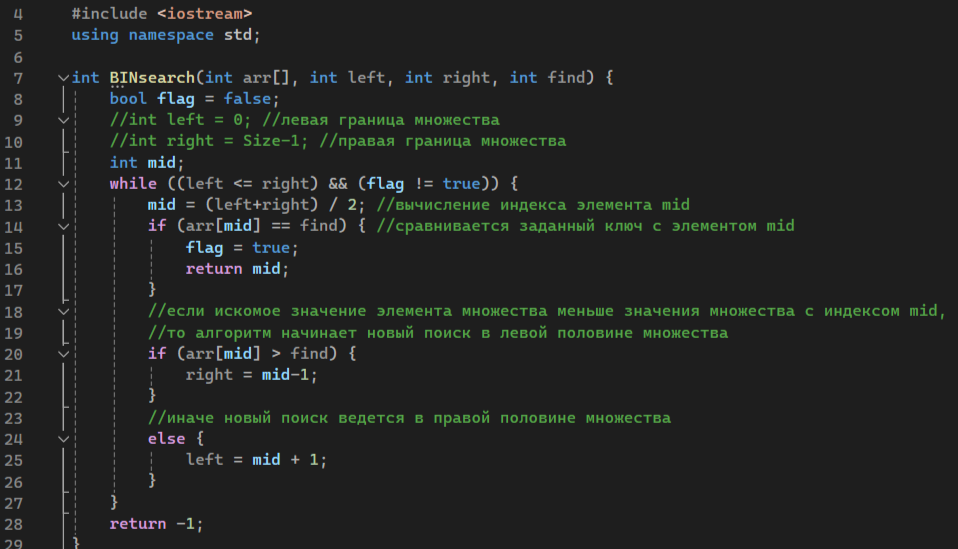 4 #include <iostream>
5 using namespace std;
6
7 int BINsearch(int arr[], int left, int right, int find) {
8 bool flag = false;
9 //int left = 0; //левая граница множества
10 //int right = Size-1; //правая граница множества
11 int mid;
12 while ((left <= right) && (flag != true)) {
13 mid = (left+right) / 2; //вычисление индекса элемента mid
14 if (arr[mid] == find) { //сравнивается заданный ключ с элементом mid
15 flag = true;
16 return mid;
17 }
18 //если искомое значение элемента множества меньше значения множества с индексом mid,
19 //то алгоритм начинает новый поиск в левой половине множества
20 if (arr[mid] > find) {
21 right = mid-1;
22 }
23 //иначе новый поиск ведется в правой половине множества
24 else {
25 left = mid + 1;
26 }
27 }
28 return -1;
29 }